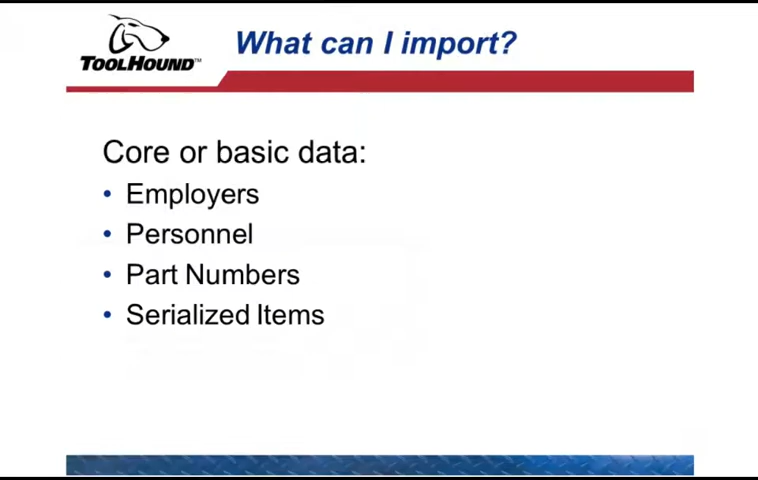 What can I import?
TOOLHOUND™
Core or basic data:
• Employers
• Personnel
• Part Numbers
• Serialized Items